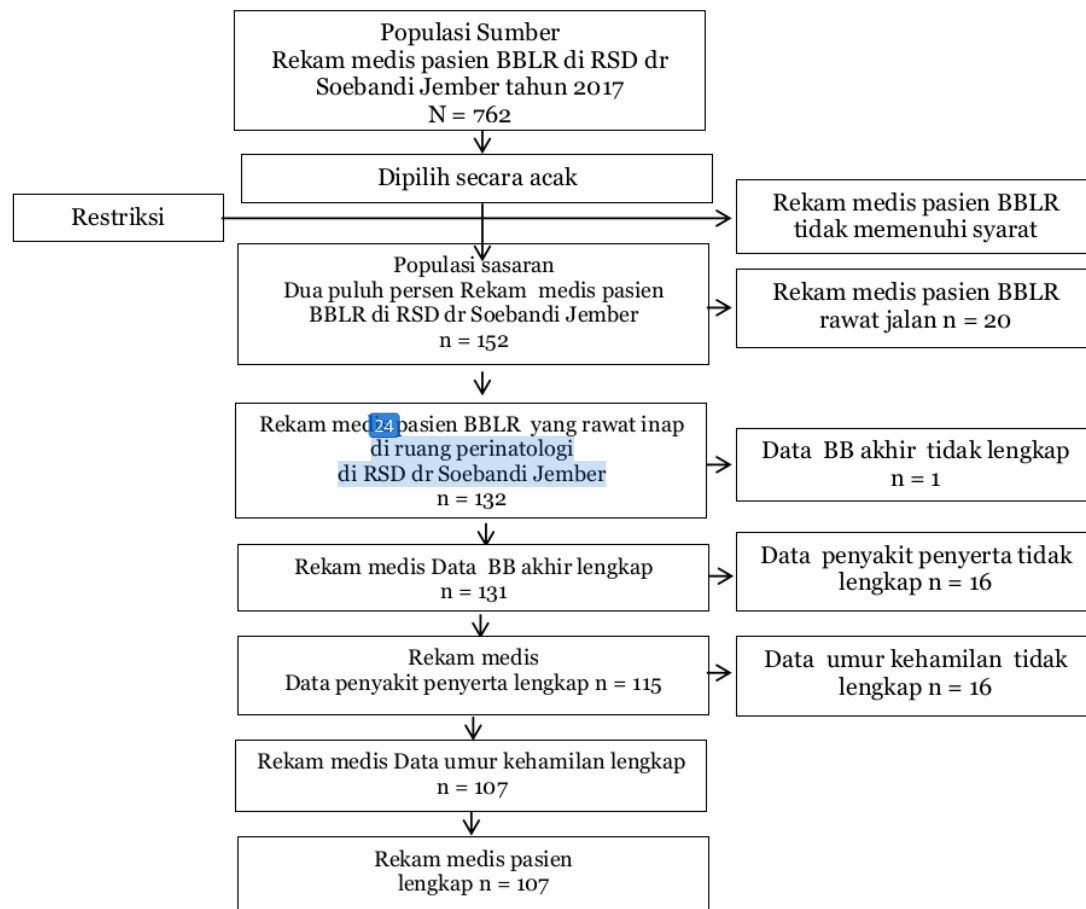 Populasi Sumber
Rekam medis pasien BBLR di RSD dr
Soebandi Jember tahun 2017
N = 762
Dipilih secara acak
Restriksi
Rekam medis pasien BBLR
tidak memenuhi syarat
Populasi sasaran
Dua puluh persen Rekam medis pasien
BBLR di RSD dr Soebandi Jember
n = 152
Rekam medis pasien BBLR
rawat jalan n = 20
Rekam medis pasien BBLR yang rawat inap
24
di ruang perinatologi
di RSD dr Soebandi Jember
n = 132
Data BB akhir tidak lengkap
n = 1
Rekam medis Data BB akhir lengkap
n = 131
Data penyakit penyerta tidak
lengkap n = 16
Rekam medis
Data penyakit penyerta lengkap n = 115
Data umur kehamilan tidak
lengkap n = 16
Rekam medis Data umur kehamilan lengkap
n = 107
Rekam medis pasien
lengkap n = 107